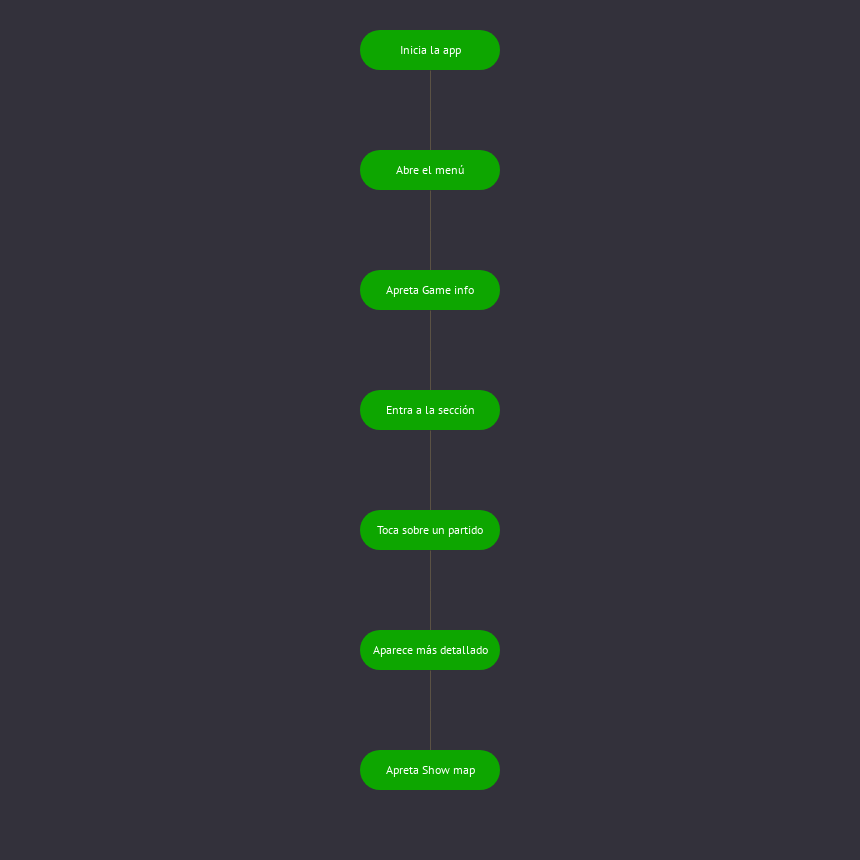 Inicia la app
Abre el menú
Apreta Game info
Entra a la sección
Toca sobre un partido
Aparece más detallado
Apreta Show map